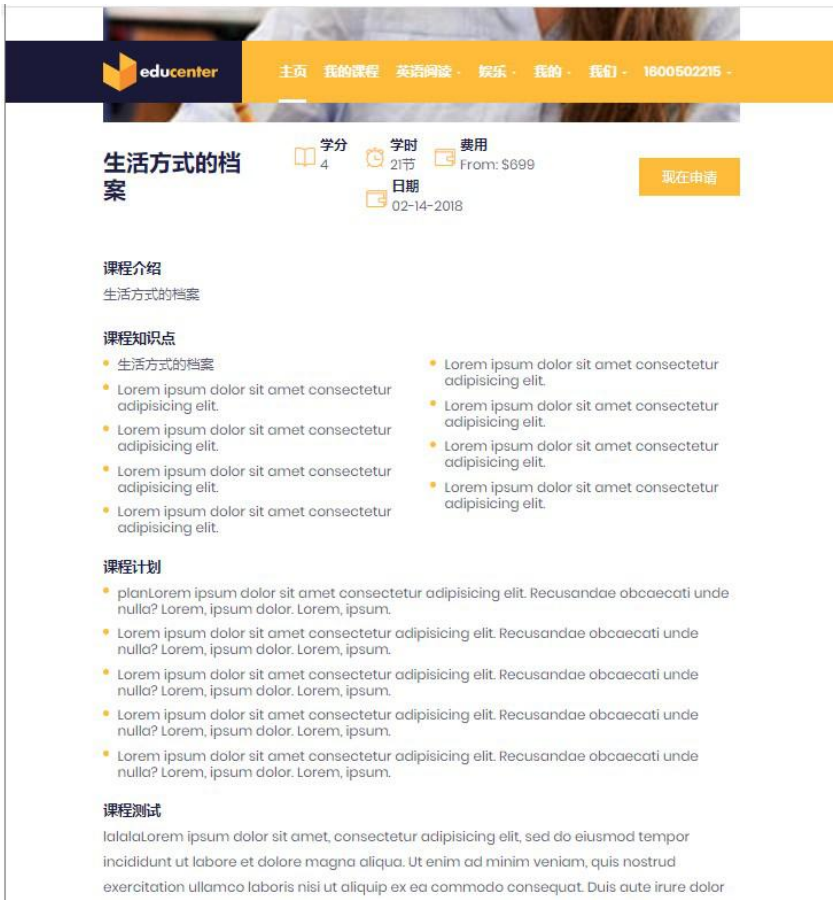 educenter
主页 我的课程 英语阅读 娱乐 我的 我们 1600502215
生活方式的档
案
学分
4
学时
21节
费用
From: $699
日期
02-14-2018
现在申请
课程介绍
生活方式的档案
课程知识点
生活方式的档案
Lorem ipsum dolor sit amet consectetur
adipisicing elit.
Lorem ipsum dolor sit amet consectetur
adipisicing elit.
Lorem ipsum dolor sit amet consectetur
adipisicing elit.
Lorem ipsum dolor sit amet consectetur
adipisicing elit.
Lorem ipsum dolor sit amet consectetur
adipisicing elit.
Lorem ipsum dolor sit amet consectetur
adipisicing elit.
Lorem ipsum dolor sit amet consectetur
adipisicing elit.
Lorem ipsum dolor sit amet consectetur
adipisicing elit.
课程计划
planLorem ipsum dolor sit amet consectetur adipisicing elit. Recusandae obcaecati unde
nulla? Lorem, ipsum dolor. Lorem, ipsum.
Lorem ipsum dolor sit amet consectetur adipisicing elit. Recusandae obcaecati unde
nulla? Lorem, ipsum dolor. Lorem, ipsum.
Lorem ipsum dolor sit amet consectetur adipisicing elit. Recusandae obcaecati unde
nulla? Lorem, ipsum dolor. Lorem, ipsum.
Lorem ipsum dolor sit amet consectetur adipisicing elit. Recusandae obcaecati unde
nulla? Lorem, ipsum dolor. Lorem, ipsum.
Lorem ipsum dolor sit amet consectetur adipisicing elit. Recusandae obcaecati unde
nulla? Lorem, ipsum dolor. Lorem, ipsum.
课程测试
lalalaLorem ipsum dolor sit amet, consectetur adipisicing elit, sed do eiusmod tempor
incididunt ut labore et dolore magna aliqua. Ut enim ad minim veniam, quis nostrud
exercitation ullamco laboris nisi ut aliquip ex ea commodo consequat. Duis aute irure dolor